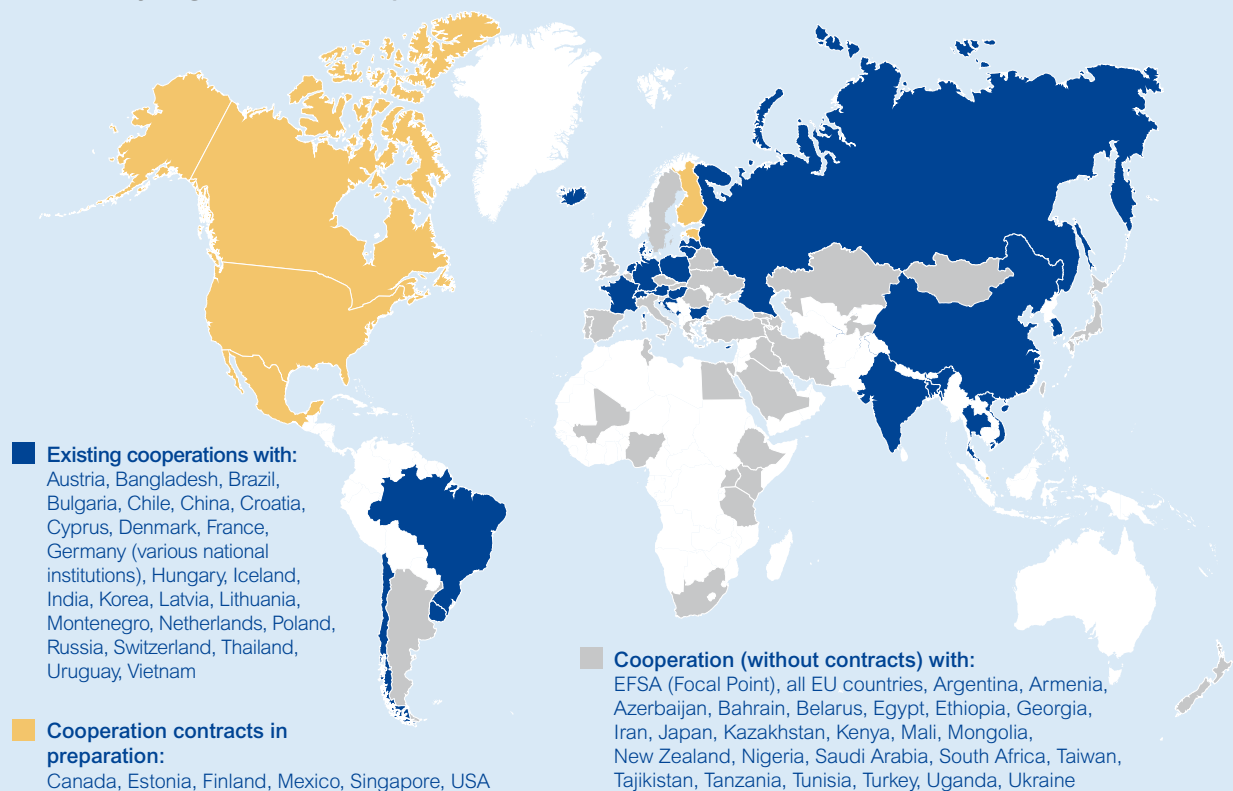 Existing cooperations with:
Austria, Bangladesh, Brazil,
Bulgaria, Chile, China, Croatia,
Cyprus, Denmark, France,
Germany (various national
institutions), Hungary, Iceland,
India, Korea, Latvia, Lithuania,
Montenegro, Netherlands, Poland,
Russia, Switzerland, Thailand,
Uruguay, Vietnam
Cooperation contracts in
preparation:
Canada, Estonia, Finland, Mexico, Singapore, USA
Cooperation (without contracts) with:
EFSA (Focal Point), all EU countries, Argentina, Armenia,
Azerbaijan, Bahrain, Belarus, Egypt, Ethiopia, Georgia,
Iran, Japan, Kazakhstan, Kenya, Mali, Mongolia,
New Zealand, Nigeria, Saudi Arabia, South Africa, Taiwan,
Tajikistan, Tanzania, Tunisia, Turkey, Uganda, Ukraine